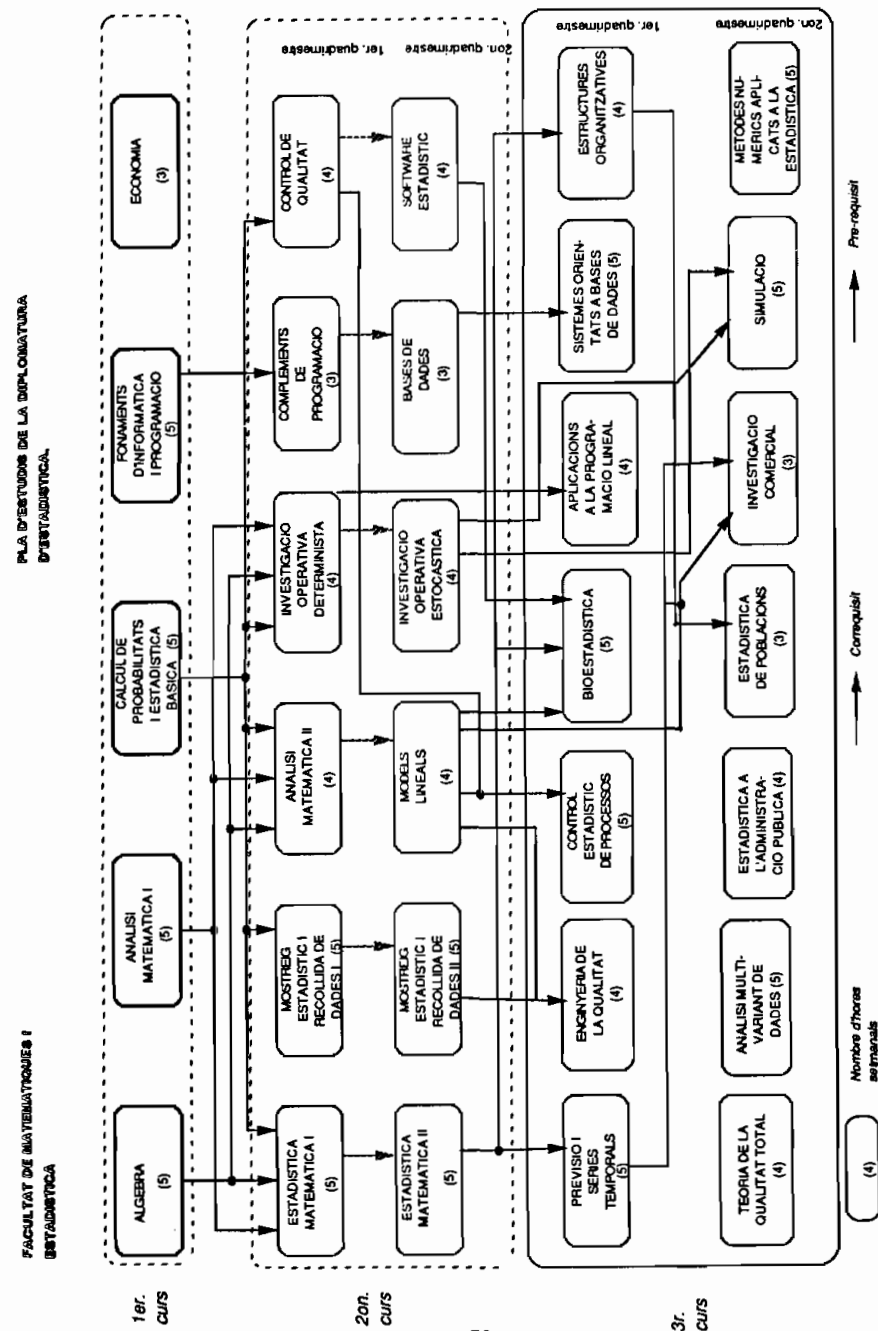 FACULTAT DE MATEMATIQUES I
ESTADISTICA
PLA D'ESTUDIS DE LA DIPLOMATURA
D'ESTADISTICA.
1er.
curs
ALGEBRA
(5)
ANALISI
MATEMATICA I
(5)
CALCUL DE
PROBABILITATS
I ESTADISTICA
BASICA (5)
FONAMENTS
D'INFORMATICA
I PROGRAMACIO
(5)
ECONOMIA
(3)
2on.
curs
ESTADISTICA
MATEMATICA I
(5)
MOSTREIG
ESTADISTIC I
RECOLLIDA DE
DADES I (5)
ANALISI
MATEMATICA II
(4)
INVESTIGACIO
OPERATIVA
DETERMINISTA
(4)
COMPLEMENTS
DE
PROGRAMACIO
(3)
CONTROL DE
QUALITAT
(4)
1er. quadrimestre
ESTADISTICA
MATEMATICA II
(5)
MOSTREIG
ESTADISTIC I
RECOLLIDA DE
DADES II (5)
MODELS
LINEALS
(4)
INVESTIGACIO
OPERATIVA
ESTOCASTICA
(4)
BASES DE
DADES
(3)
SOFTWARE
ESTADISTIC
(4)
2on. quadrimestre
3r.
curs
PREVISIO I
SERIES
TEMPORALS
(5)
ENGINYERIA DE
LA QUALITAT
(4)
CONTROL
ESTADISTIC
DE PROCESSOS
(5)
BIOESTADISTICA
(5)
APLICACIONS
A LA PROGRA-
MACIO LINEAL
(4)
SISTEMES ORIEN-
TATS A BASES
DE DADES (5)
ESTRUCTURES
ORGANITZATIVES
(4)
1er. quadrimestre
TEORIA DE LA
QUALITAT TOTAL
(4)
ANALISI MULTI-
VARIANT DE
DADES (5)
ESTADISTICA A
L'ADMINISTRA-
CIO PUBLICA (4)
ESTADISTICA
DE POBLACIONS
(3)
INVESTIGACIO
COMERCIAL
(3)
SIMULACIO
(5)
METODES NU-
MERICS APLI-
CATS A LA
ESTADISTICA (5)
2on. quadrimestre
(4)
Nombre d'hores
setmanals
Correquisit
Pre-requisit